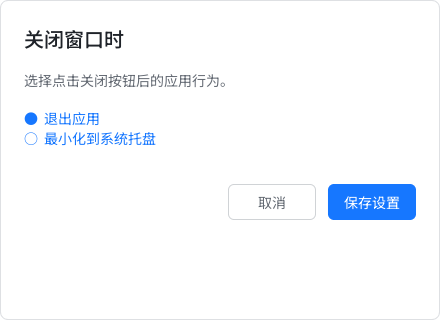 关闭窗口时
选择点击关闭按钮后的应用行为。
退出应用
最小化到系统托盘
取消
保存设置